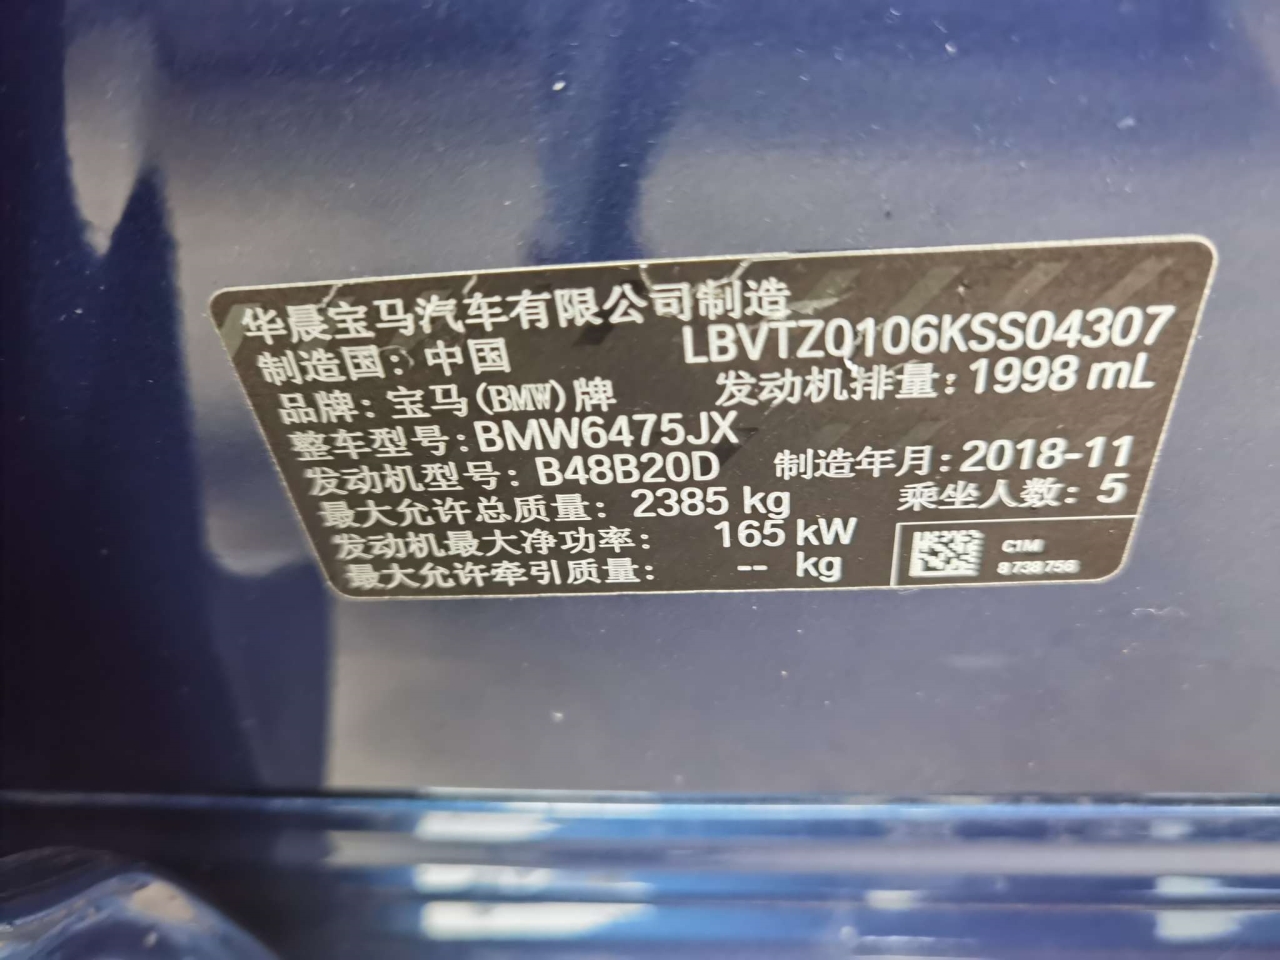 华晨宝马汽车有限公司制造
制造国：中国 LBVTZ0106KSS04307
品牌：宝马(BMW)牌 发动机排量：1998 mL
整车型号：BMW6475JX
发动机型号：B48B20D 制造年月：2018-11
最大允许总质量：2385 kg 乘坐人数：5
发动机最大净功率：165 kW
最大允许牵引质量：-- kg
C1M
8738756